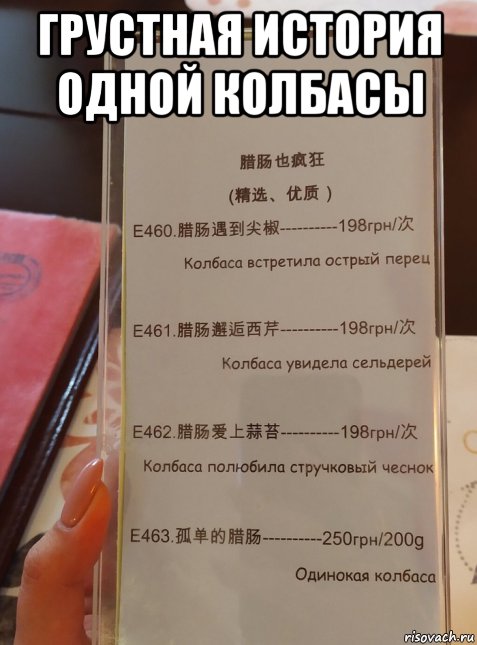 ГРУСТНАЯ ИСТОРИЯ
ОДНОЙ КОЛБАСЫ
腊肠也疯狂
(精选、优质 )
E460.腊肠遇到尖椒----------198грн/次
Колбаса встретила острый перец
E461.腊肠邂逅西芹----------198грн/次
Колбаса увидела сельдерей
E462.腊肠爱上蒜苔----------198грн/次
Колбаса полюбила стручковый чеснок
E463.孤单的腊肠----------250грн/200g
Одинокая колбаса
risovach.ru